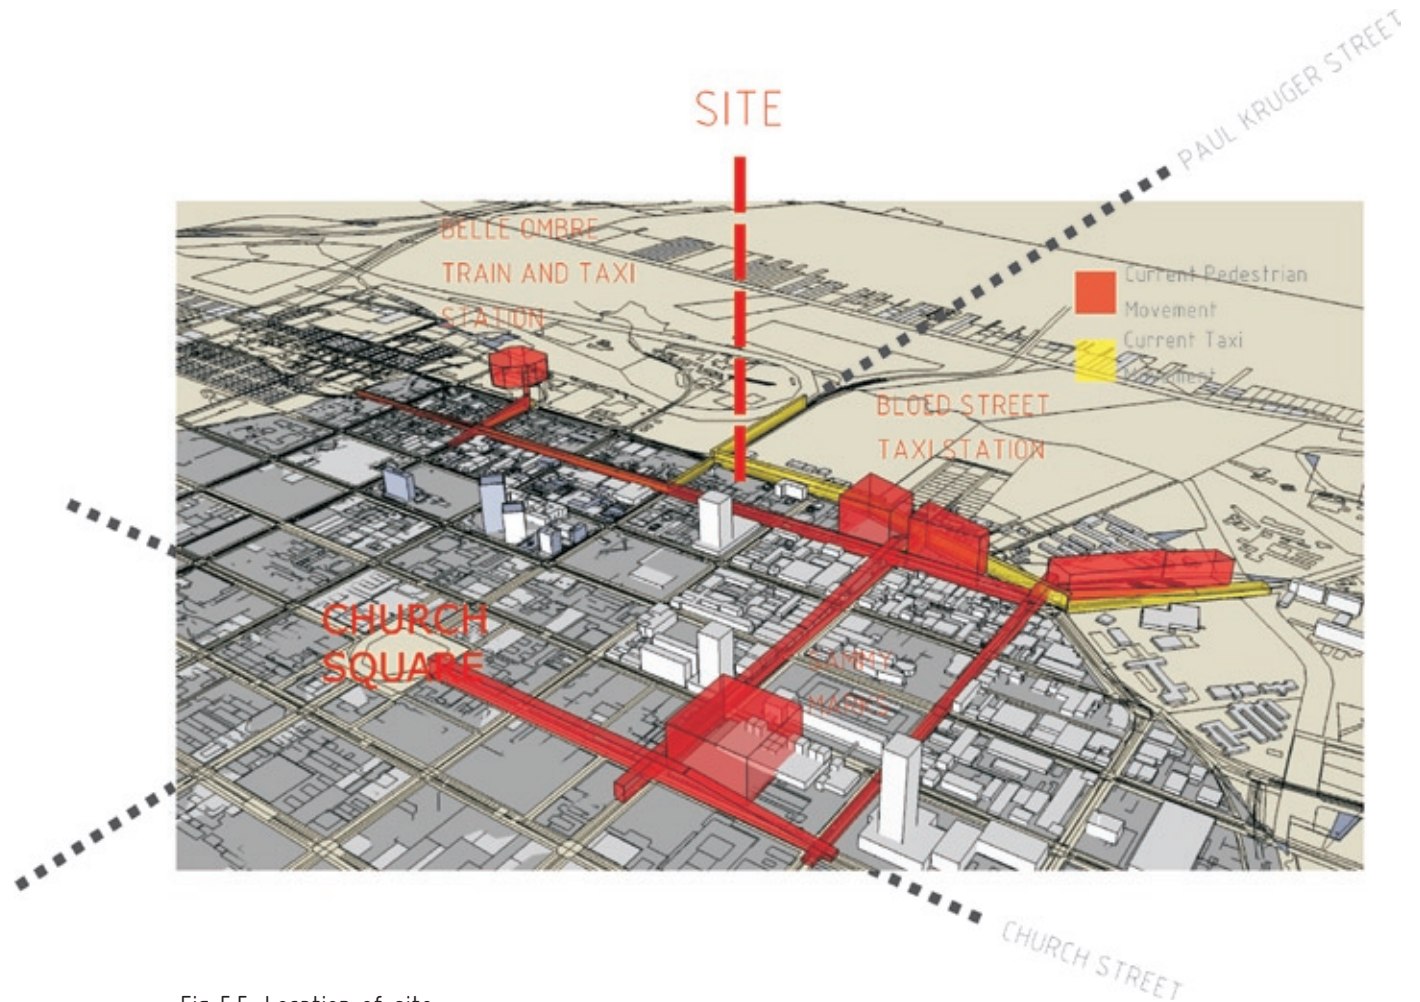 SITE
PAUL KRUGER STREET
BELLE OMBRE
TRAIN AND TAXI
STATION
Current Pedestrian
Movement
Current Taxi
Movement
BLOED STREET
TAXI STATION
CHURCH
SQUARE
SAMMY
MARKS
CHURCH STREET
Fig 5.5. Location of site